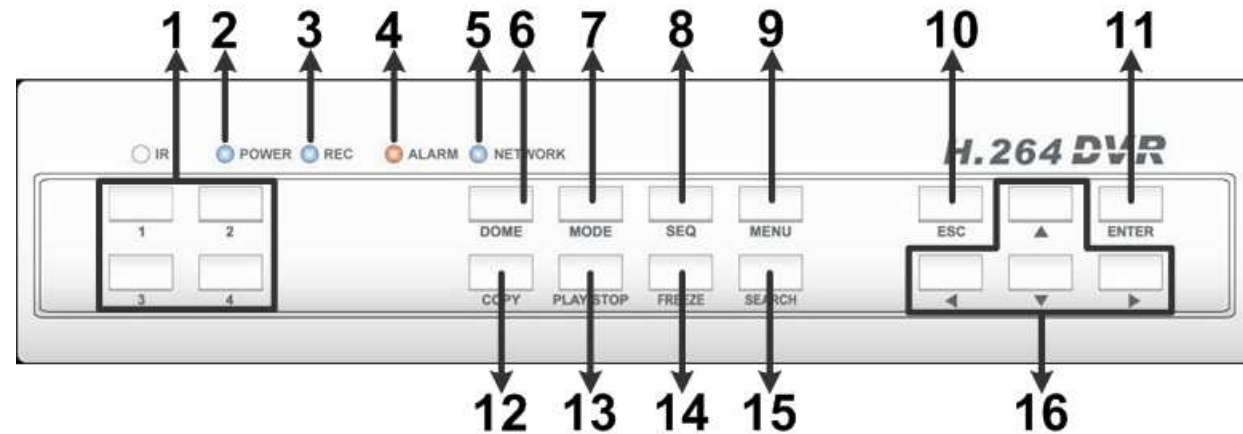 1 2 3 4 5 6 7 8 9 10 11
IR POWER REC ALARM NETWORK
H.264 DVR
1 2 DOME MODE SEQ MENU ESC ▲ ENTER
3 4 COPY PLAY/STOP FREEZE SEARCH ◀ ▼ ▶
12 13 14 15 16